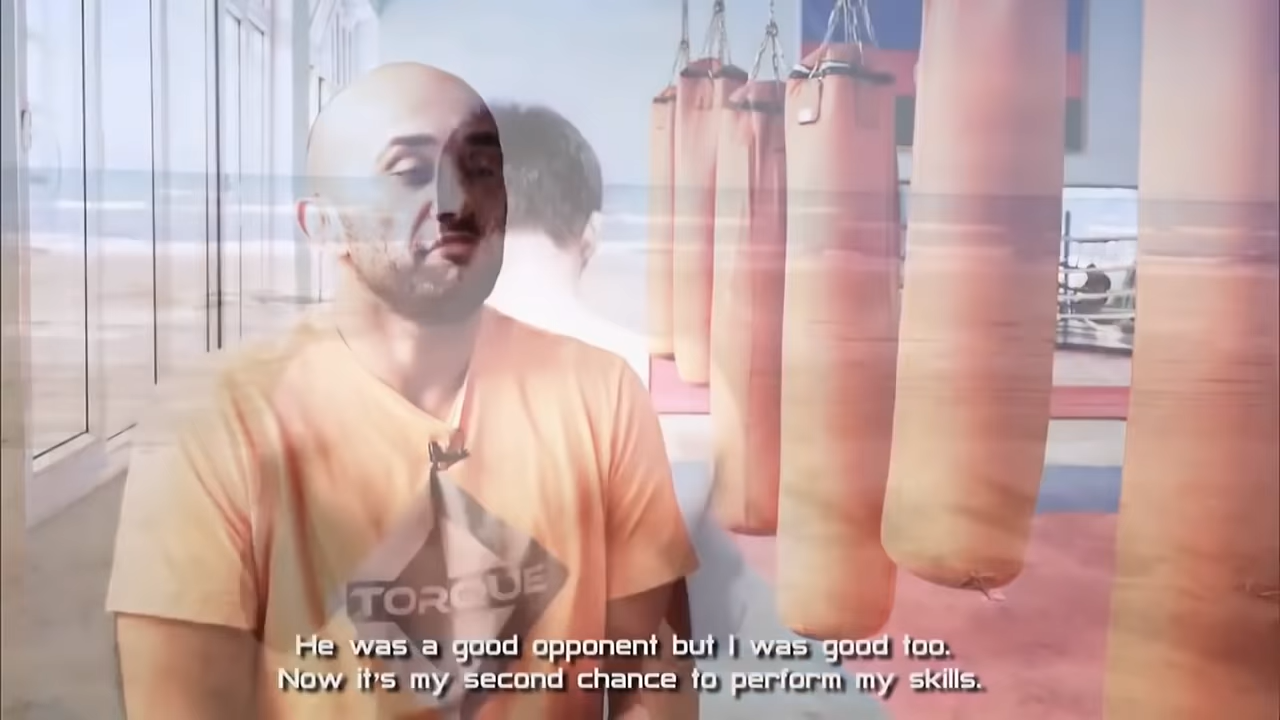 TORQUE
He was a good opponent but I was good too.
Now it's my second chance to perform my skills.